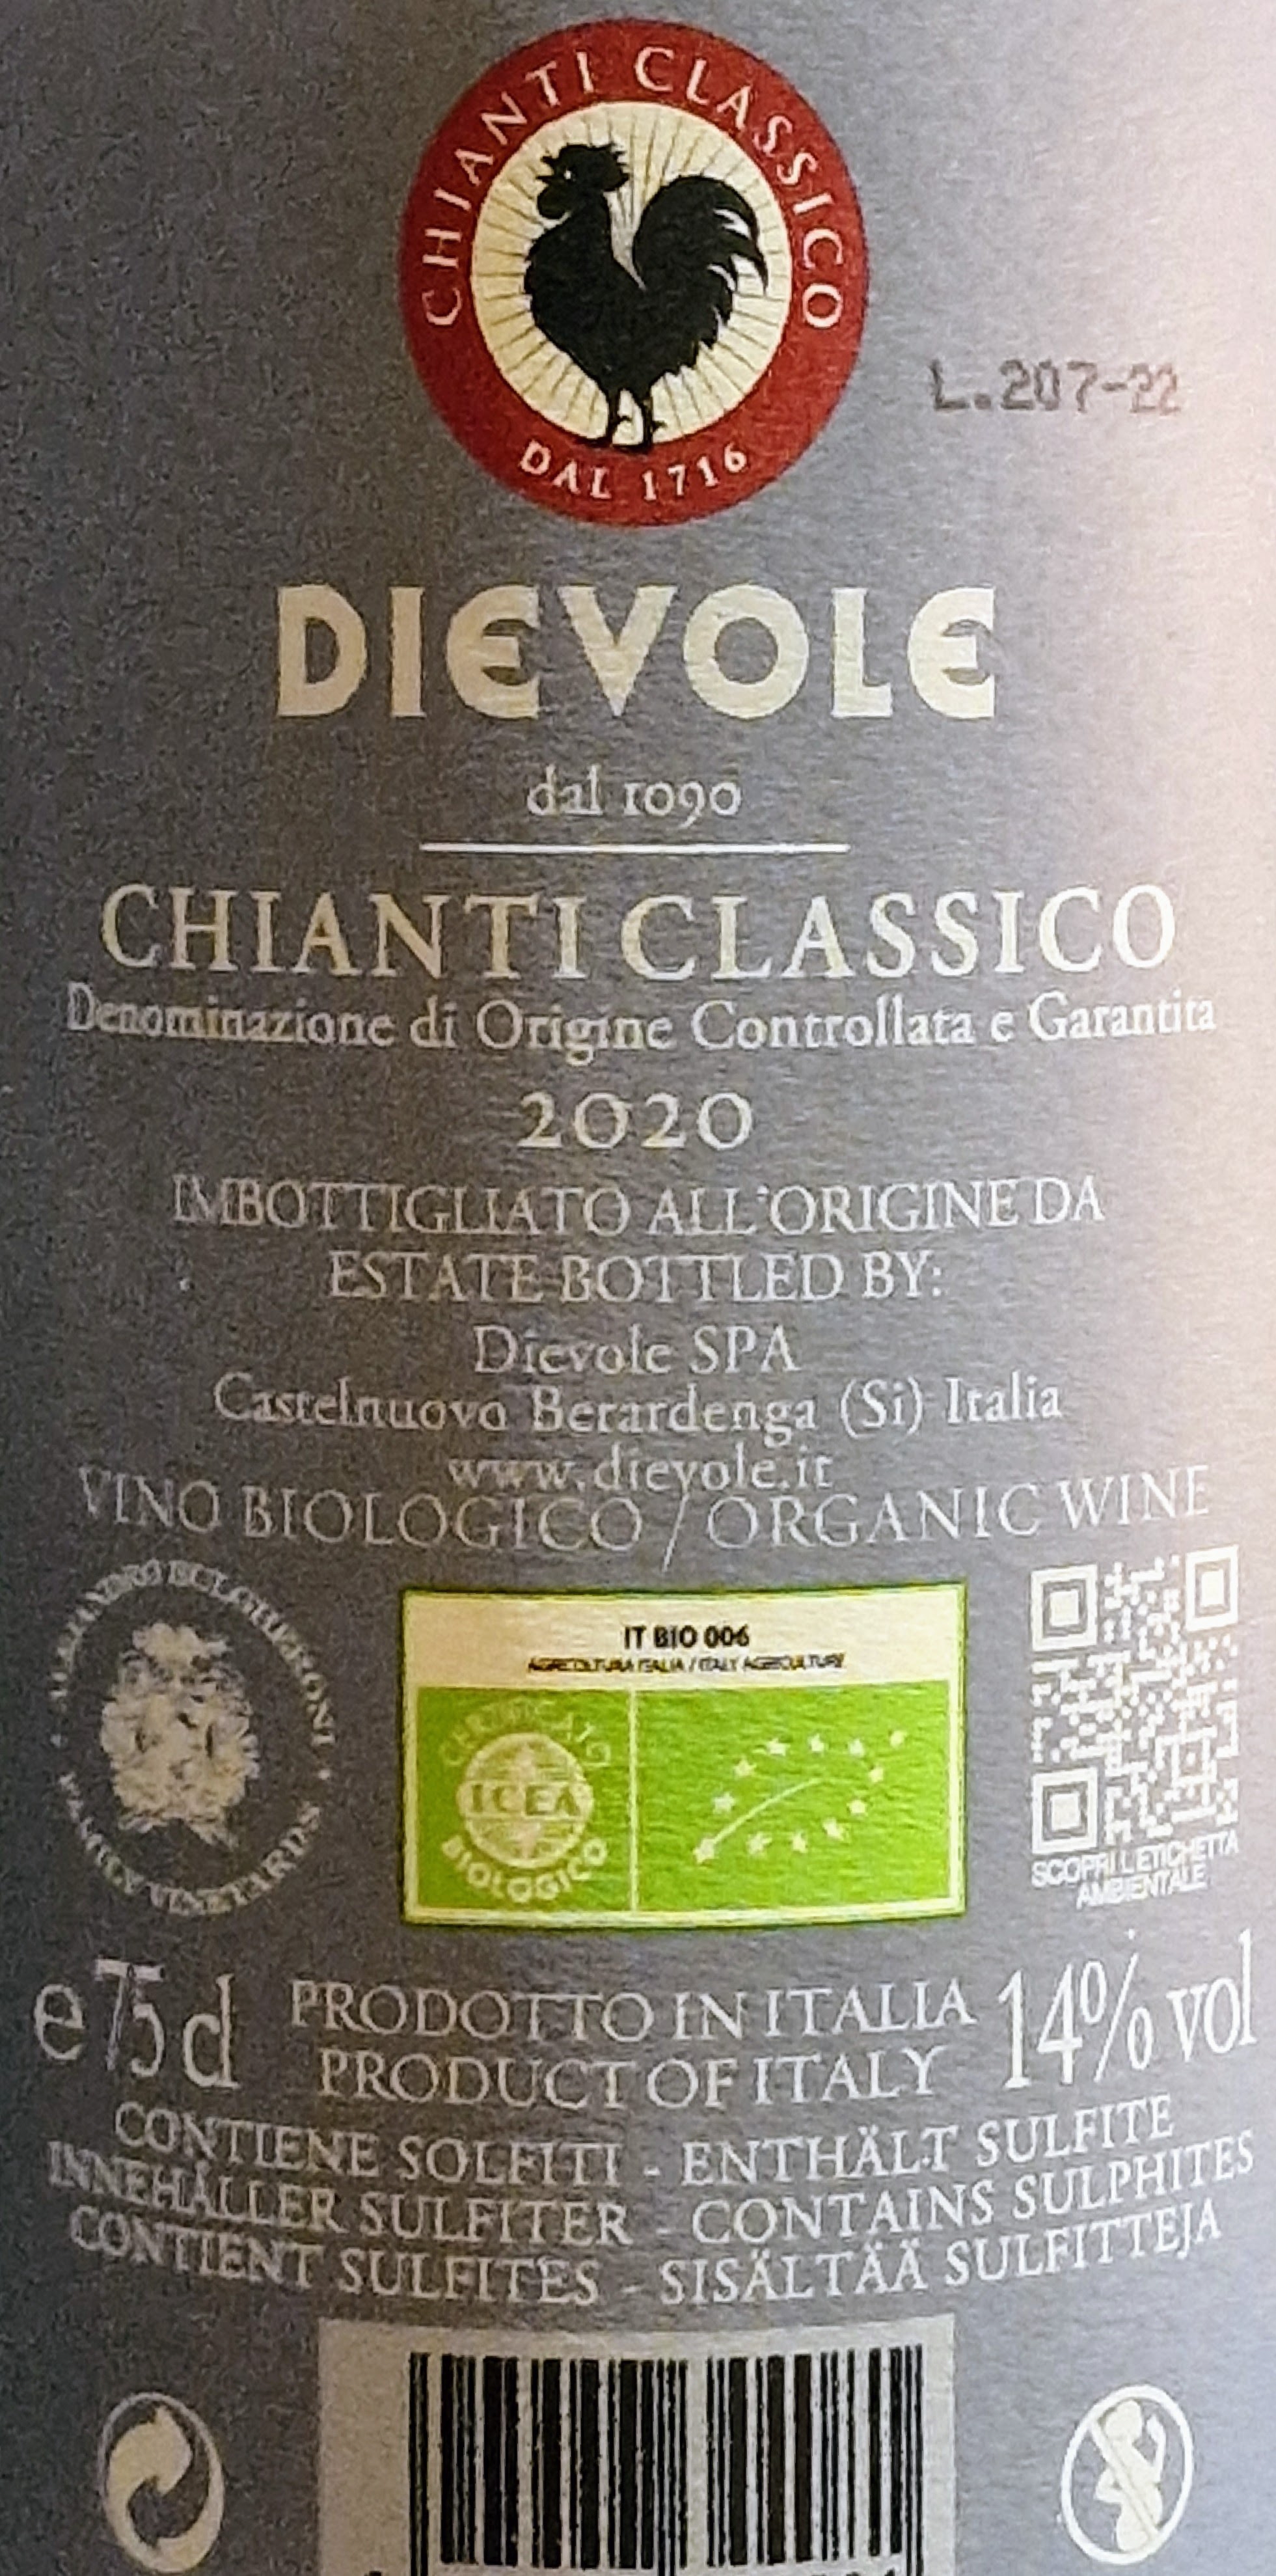 CHIANTI CLASSICO
DAL 1716
L.207-22
DIEVOLE
dal 1090
CHIANTI CLASSICO
Denominazione di Origine Controllata e Garantita
2020
IMBOTTIGLIATO ALL'ORIGINE DA
ESTATE BOTTLED BY:
Dievole SPA
Castelnuovo Berardenga (Si) Italia
www.dievole.it
VINO BIOLOGICO / ORGANIC WINE
FAMILY VINEYARDS
IT BIO 006
AGRICOLTURA ITALIA / ITALY AGRICULTURE
CERTIFICATO
ICEA
BIOLOGICO
SCOPRI L'ETICHETTA
AMBIENTALE
e 75 cl
PRODOTTO IN ITALIA
PRODUCT OF ITALY
14% vol
CONTIENE SOLFITI - ENTHÄLT SULFITE
INNEHÅLLER SULFITER - CONTAINS SULPHITES
CONTIENT SULFITES - SISÄLTÄÄ SULFIITTEJA